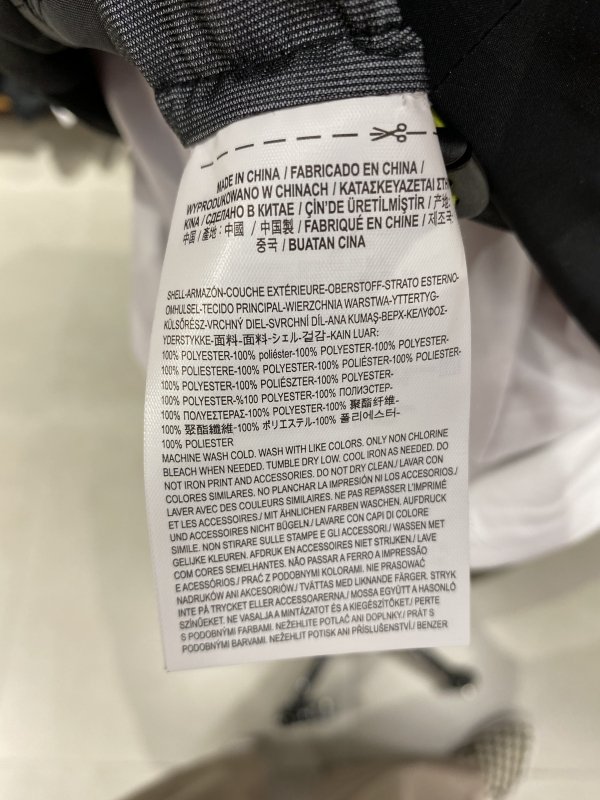 MADE IN CHINA / FABRICADO EN CHINA /
WYPRODUKOWANO W CHINACH / ΚΑΤΑΣΚΕΥΑΖΕΤΑΙ ΣΤΗ
KINA / СДЕЛАНО В КИТАЕ / ÇİN'DE ÜRETİLMİŞTİR / 产地:
中国 / 產地:中國 / 中国製 / FABRIQUÉ EN CHINE / 제조국
중국 / BUATAN CINA
SHELL-ARMAZÓN-COUCHE EXTÉRIEURE-OBERSTOFF-STRATO ESTERNO-
OMHULSEL-TECIDO PRINCIPAL-WIERZCHNIA WARSTWA-YTTERTYG-
KÜLSŐRÉSZ-VRCHNÝ DIEL-SVRCHNÍ DÍL-ANA KUMAŞ-ВЕРХ-ΚΕΛΥΦΟΣ-
YDERSTYKKE-面料-面料-シェル-겉감-KAIN LUAR:
100% POLYESTER-100% poliéster-100% POLYESTER-100% POLYESTER-
100% POLIESTERE-100% POLYESTER-100% POLIÉSTER-100% POLIESTER-
100% POLYESTER-100% POLIÉSZTER-100% POLYESTER-
100% POLYESTER-%100 POLYESTER-100% ПОЛИЭСТЕР-
100% ΠΟΛΥΕΣΤΕΡΑΣ-100% POLYESTER-100% 聚酯纤维-
100% 聚酯纖維-100% ポリエステル-100% 폴리에스터-
100% POLIESTER
MACHINE WASH COLD. WASH WITH LIKE COLORS. ONLY NON CHLORINE
BLEACH WHEN NEEDED. TUMBLE DRY LOW. COOL IRON AS NEEDED. DO
NOT IRON PRINT AND ACCESSORIES. DO NOT DRY CLEAN./ LAVAR CON
COLORES SIMILARES. NO PLANCHAR LA IMPRESIÓN NI LOS ACCESORIOS./
LAVER AVEC DES COULEURS SIMILAIRES. NE PAS REPASSER L'IMPRIMÉ
ET LES ACCESSOIRES./ MIT ÄHNLICHEN FARBEN WASCHEN. AUFDRUCK
UND ACCESSOIRES NICHT BÜGELN./ LAVARE CON CAPI DI COLORE
SIMILE. NON STIRARE SULLE STAMPE E GLI ACCESSORI./ WASSEN MET
GELIJKE KLEUREN. AFDRUK EN ACCESSOIRES NIET STRIJKEN./ LAVE
COM CORES SEMELHANTES. NÃO PASSAR A FERRO A IMPRESSÃO
E ACESSÓRIOS./ PRAĆ Z PODOBNYMI KOLORAMI. NIE PRASOWAĆ
NADRUKÓW ANI AKCESORIÓW./ TVÄTTAS MED LIKNANDE FÄRGER. STRYK
INTE PÅ TRYCKET ELLER ACCESSOARERNA./ MOSSA EGYÜTT A HASONLÓ
SZÍNŰEKET. NE VASALJA A MINTÁZATOT ÉS A KIEGÉSZÍTŐKET./ PERTE
S PODOBNÝMI FARBAMI. NEŽEHLITE POTLAČ ANI DOPLNKY./ PRÁT S
PODOBNÝMI BARVAMI. NEŽEHLIT POTISK ANI PŘÍSLUŠENSTVÍ./ BENZER